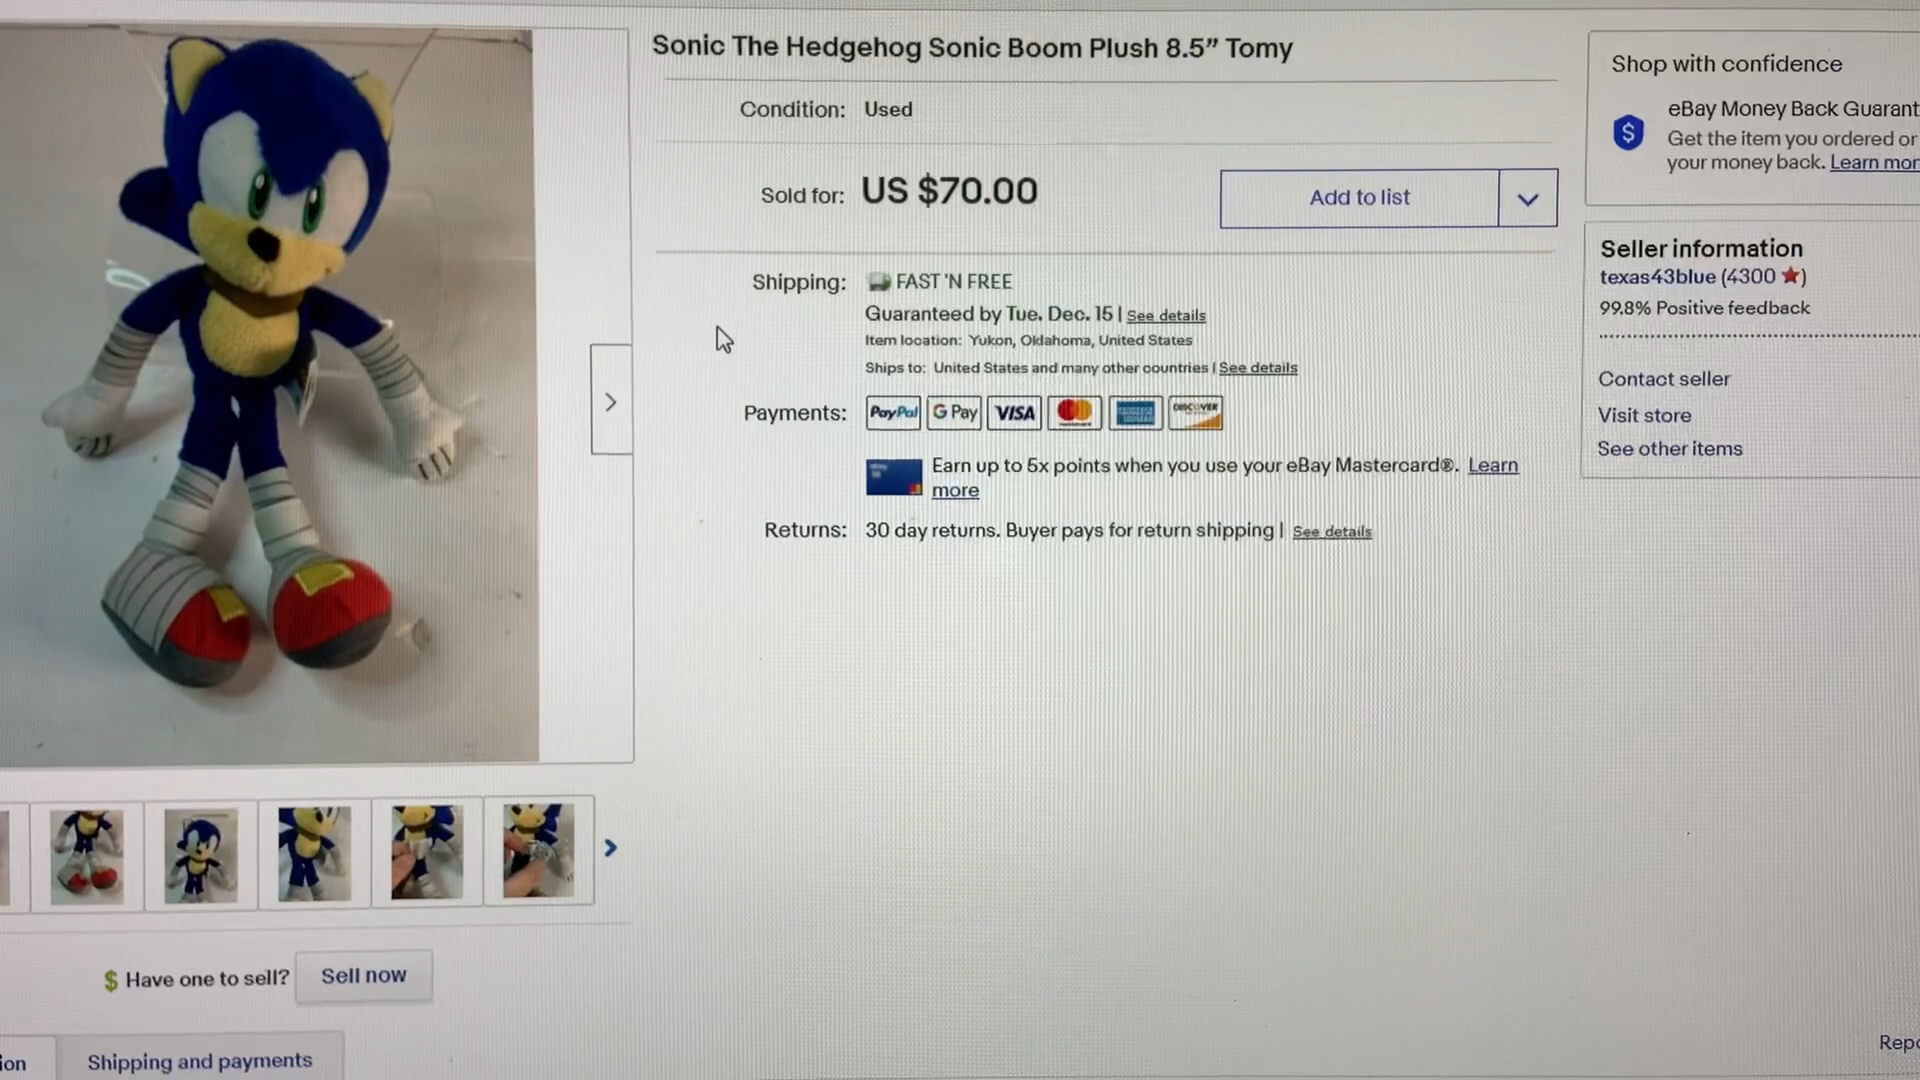 Sonic The Hedgehog Sonic Boom Plush 8.5” Tomy
Condition: Used
Sold for: US $70.00
Add to list
Shipping: FAST 'N FREE
Guaranteed by Tue. Dec. 15 | See details
Item location: Yukon, Oklahoma, United States
Ships to: United States and many other countries | See details
Payments: PayPal G Pay VISA mastercard AMERICAN EXPRESS DISCOVER
Earn up to 5x points when you use your eBay Mastercard®. Learn
more
Returns: 30 day returns. Buyer pays for return shipping | See details
Shop with confidence
$
eBay Money Back Guarant
Get the item you ordered or
your money back. Learn mor
Seller information
texas43blue (4300 ★)
99.8% Positive feedback
Contact seller
Visit store
See other items
$ Have one to sell? Sell now
ion
Shipping and payments
Repo